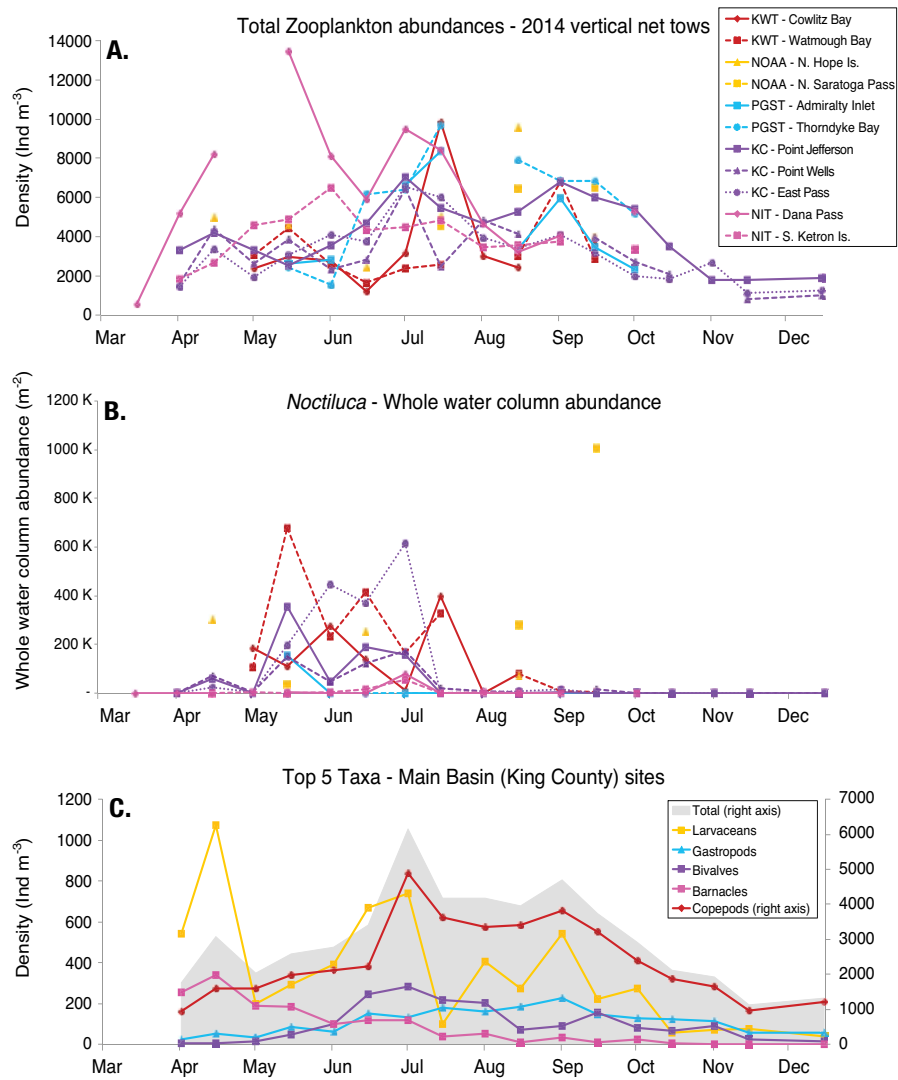 Total Zooplankton abundances - 2014 vertical net tows
A.
Density (Ind m-3)
14000
12000
10000
8000
6000
4000
2000
0
Mar Apr May Jun Jul Aug Sep Oct Nov Dec
KWT - Cowlitz Bay
KWT - Watmough Bay
NOAA - N. Hope Is.
NOAA - N. Saratoga Pass
PGST - Admiralty Inlet
PGST - Thorndyke Bay
KC - Point Jefferson
KC - Point Wells
KC - East Pass
NIT - Dana Pass
NIT - S. Ketron Is.
Noctiluca - Whole water column abundance
B.
Whole water column abundance (m-2)
1200 K
1000 K
800 K
600 K
400 K
200 K
-
Mar Apr May Jun Jul Aug Sep Oct Nov Dec
Top 5 Taxa - Main Basin (King County) sites
C.
Density (Ind m-3)
1200
1000
800
600
400
200
0
7000
6000
5000
4000
3000
2000
1000
0
Total (right axis)
Larvaceans
Gastropods
Bivalves
Barnacles
Copepods (right axis)
Mar Apr May Jun Jul Aug Sep Oct Nov Dec